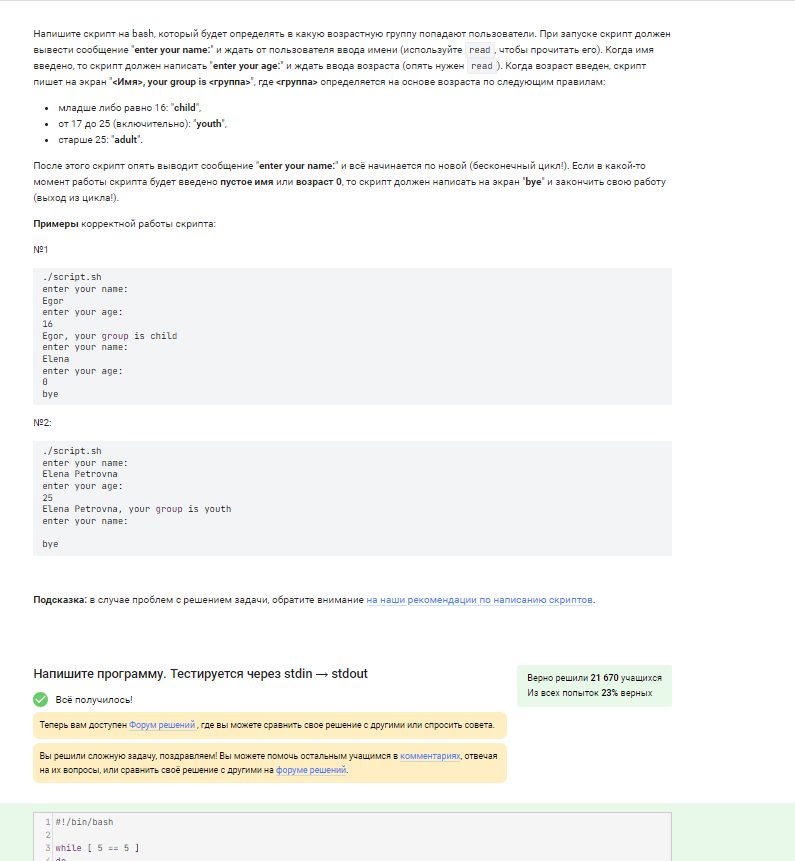 Напишите скрипт на bash, который будет определять в какую возрастную группу попадают пользователи. При запуске скрипт должен
вывести сообщение "enter your name:" и ждать от пользователя ввода имени (используйте read , чтобы прочитать его). Когда имя
введено, то скрипт должен написать "enter your age:" и ждать ввода возраста (опять нужен read ). Когда возраст введен, скрипт
пишет на экран "<Имя>, your group is <группа>", где <группа> определяется на основе возраста по следующим правилам:
• младше либо равно 16: "child",
• от 17 до 25 (включительно): "youth",
• старше 25: "adult".
После этого скрипт опять выводит сообщение "enter your name:" и всё начинается по новой (бесконечный цикл!). Если в какой-то
момент работы скрипта будет введено пустое имя или возраст 0, то скрипт должен написать на экран "bye" и закончить свою работу
(выход из цикла!).
Примеры корректной работы скрипта:
№1
./script.sh
enter your name:
Egor
enter your age:
16
Egor, your group is child
enter your name:
Elena
enter your age:
0
bye
№2:
./script.sh
enter your name:
Elena Petrovna
enter your age:
25
Elena Petrovna, your group is youth
enter your name:
bye
Подсказка: в случае проблем с решением задачи, обратите внимание на наши рекомендации по написанию скриптов.
Напишите программу. Тестируется через stdin → stdout
Верно решили 21 670 учащихся
Из всех попыток 23% верных
Всё получилось!
Теперь вам доступен Форум решений, где вы можете сравнить свое решение с другими или спросить совета.
Вы решили сложную задачу, поздравляем! Вы можете помочь остальным учащимся в комментариях, отвечая
на их вопросы, или сравнить своё решение с другими на форуме решений.
1 #!/bin/bash
2
3 while [ 5 == 5 ]
4 do